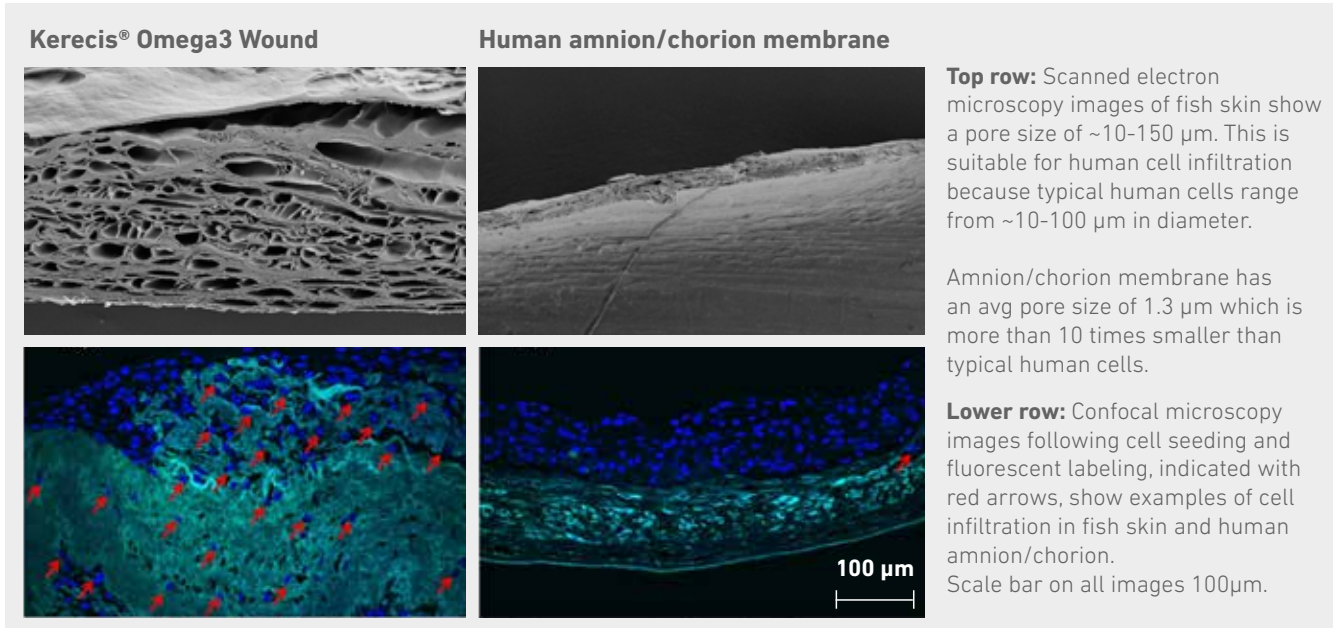 Kerecis® Omega3 Wound
Human amnion/chorion membrane
Top row: Scanned electron
microscopy images of fish skin show
a pore size of ~10-150 µm. This is
suitable for human cell infiltration
because typical human cells range
from ~10-100 µm in diameter.
Amnion/chorion membrane has
an avg pore size of 1.3 µm which is
more than 10 times smaller than
typical human cells.
Lower row: Confocal microscopy
images following cell seeding and
fluorescent labeling, indicated with
red arrows, show examples of cell
infiltration in fish skin and human
amnion/chorion.
Scale bar on all images 100µm.
100 µm